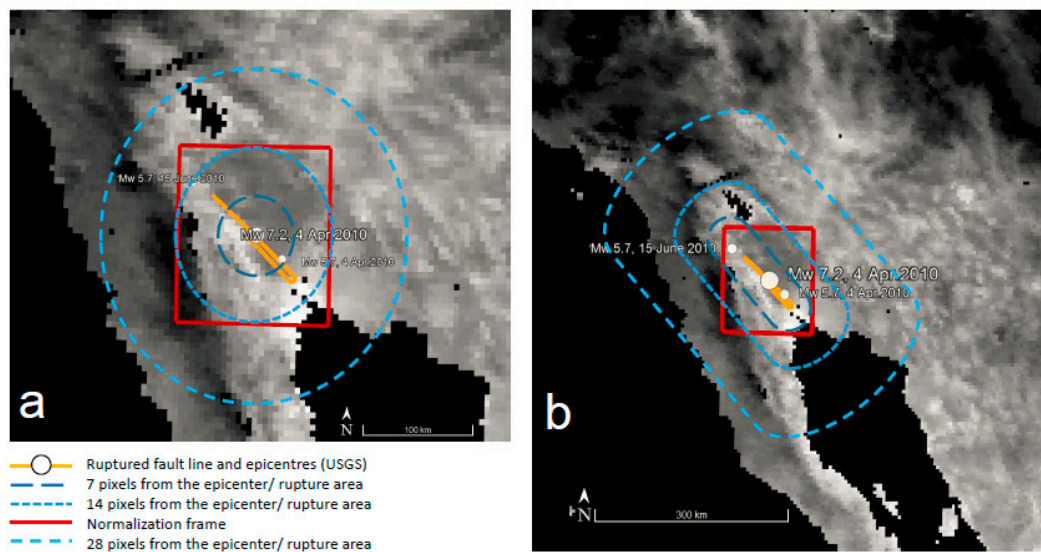 Mw 5.7, 15 June 2010
Mw 7.2, 4 Apr 2010
Mw 5.7, 4 Apr 2010
a
N
100 km
Mw 5.7, 15 June 2010
Mw 7.2, 4 Apr 2010
Mw 5.7, 4 Apr 2010
b
N
300 km
Ruptured fault line and epicentres (USGS)
7 pixels from the epicenter/ rupture area
14 pixels from the epicenter/ rupture area
Normalization frame
28 pixels from the epicenter/ rupture area